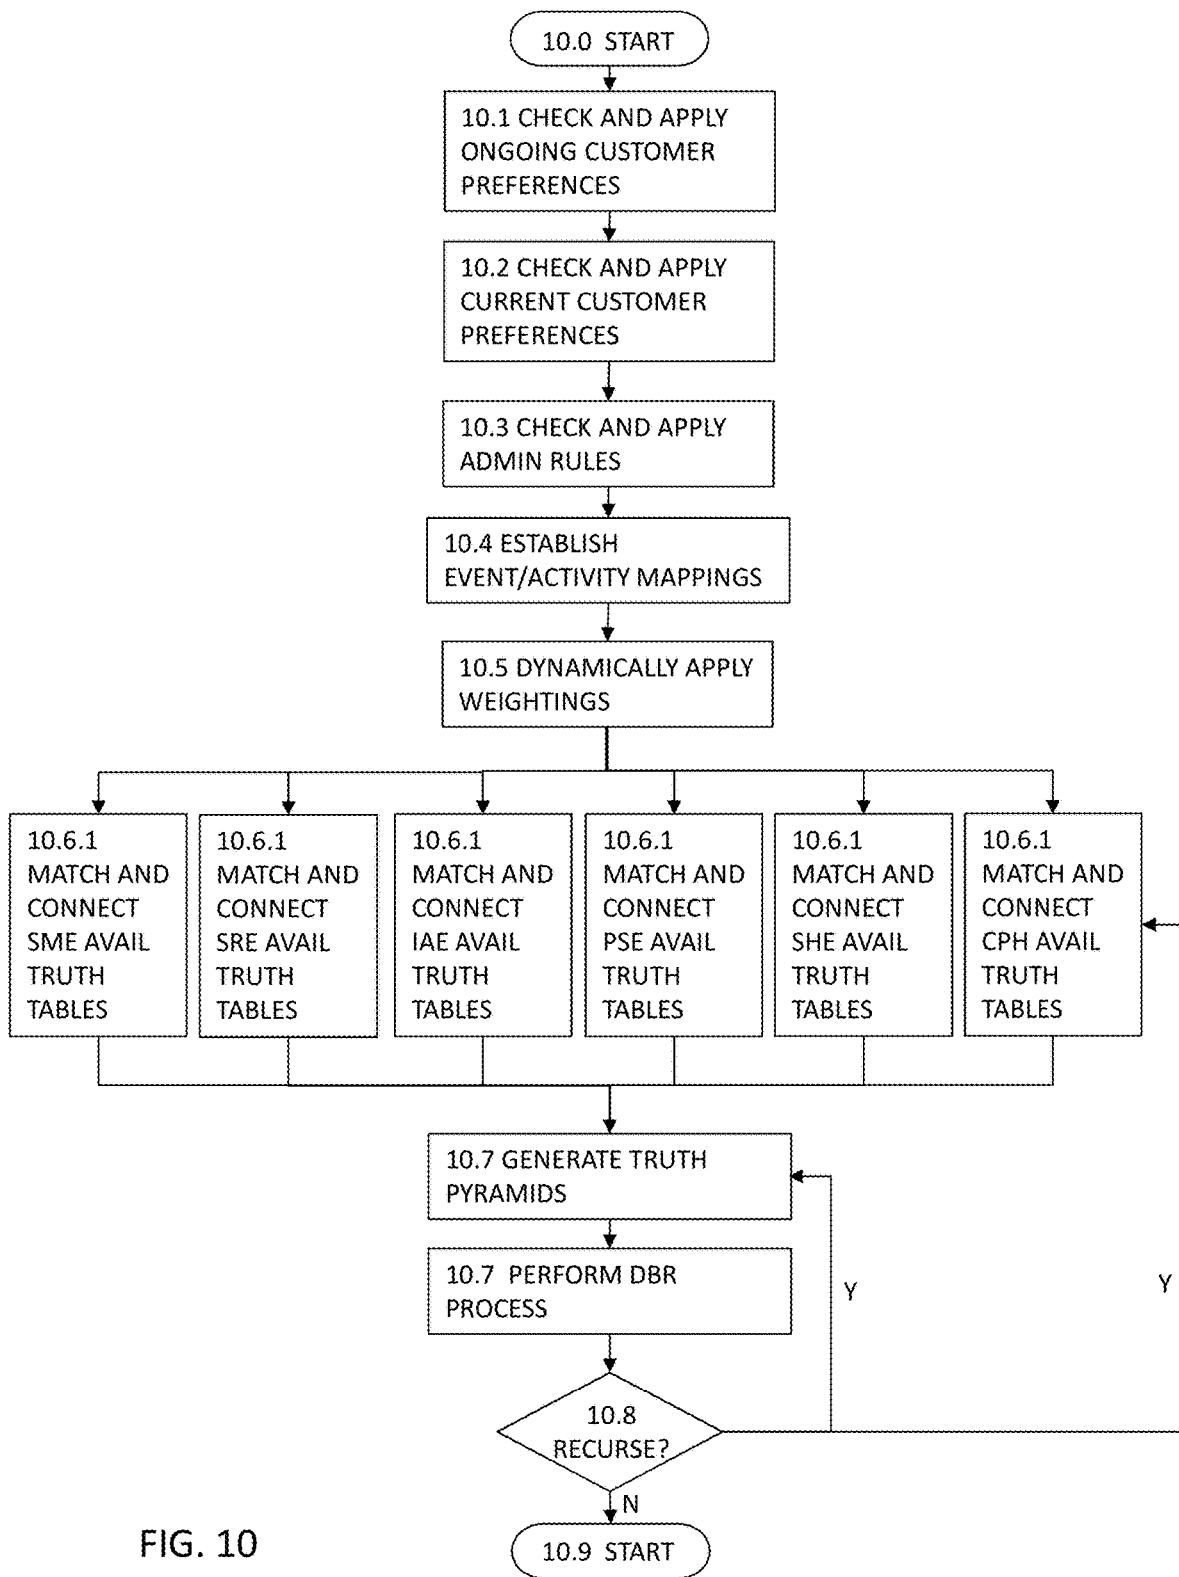 10.0 START
10.1 CHECK AND APPLY
ONGOING CUSTOMER
PREFERENCES
10.2 CHECK AND APPLY
CURRENT CUSTOMER
PREFERENCES
10.3 CHECK AND APPLY
ADMIN RULES
10.4 ESTABLISH
EVENT/ACTIVITY MAPPINGS
10.5 DYNAMICALLY APPLY
WEIGHTINGS
10.6.1
MATCH AND
CONNECT
SME AVAIL
TRUTH
TABLES
10.6.1
MATCH AND
CONNECT
SRE AVAIL
TRUTH
TABLES
10.6.1
MATCH AND
CONNECT
IAE AVAIL
TRUTH
TABLES
10.6.1
MATCH AND
CONNECT
PSE AVAIL
TRUTH
TABLES
10.6.1
MATCH AND
CONNECT
SHE AVAIL
TRUTH
TABLES
10.6.1
MATCH AND
CONNECT
CPH AVAIL
TRUTH
TABLES
10.7 GENERATE TRUTH
PYRAMIDS
10.7 PERFORM DBR
PROCESS
Y
Y
10.8
RECURSE?
N
10.9 START
FIG. 10